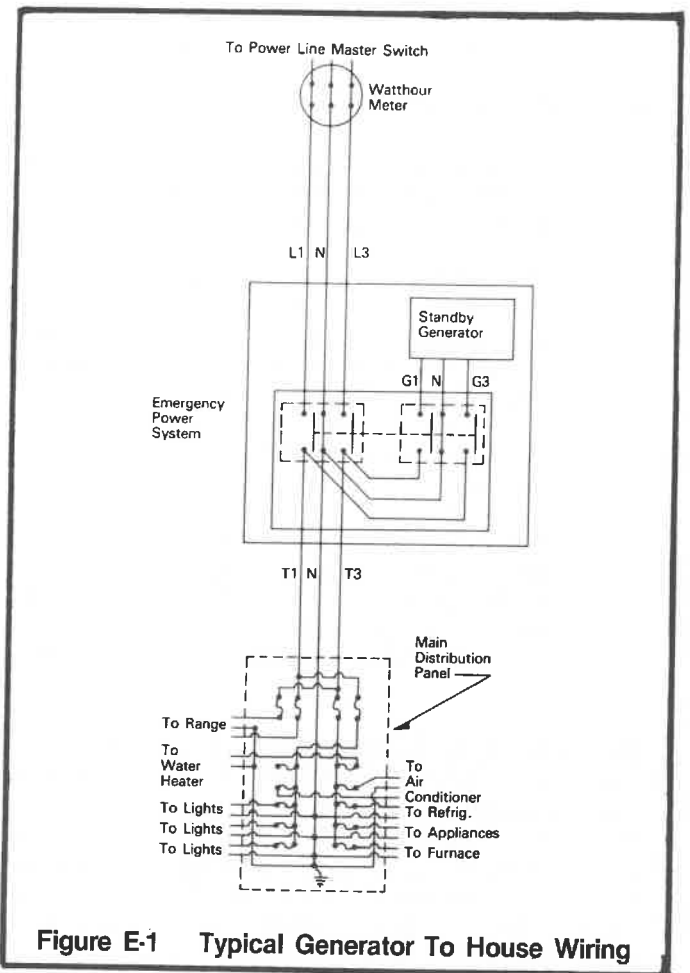 To Power Line Master Switch
Watthour
Meter
L1 N L3
Standby
Generator
G1 N G3
Emergency
Power
System
T1 N T3
Main
Distribution
Panel
To Range
To
Water
Heater
To
Air
Conditioner
To Lights
To Refrig.
To Lights
To Appliances
To Lights
To Furnace
Figure E-1 Typical Generator To House Wiring